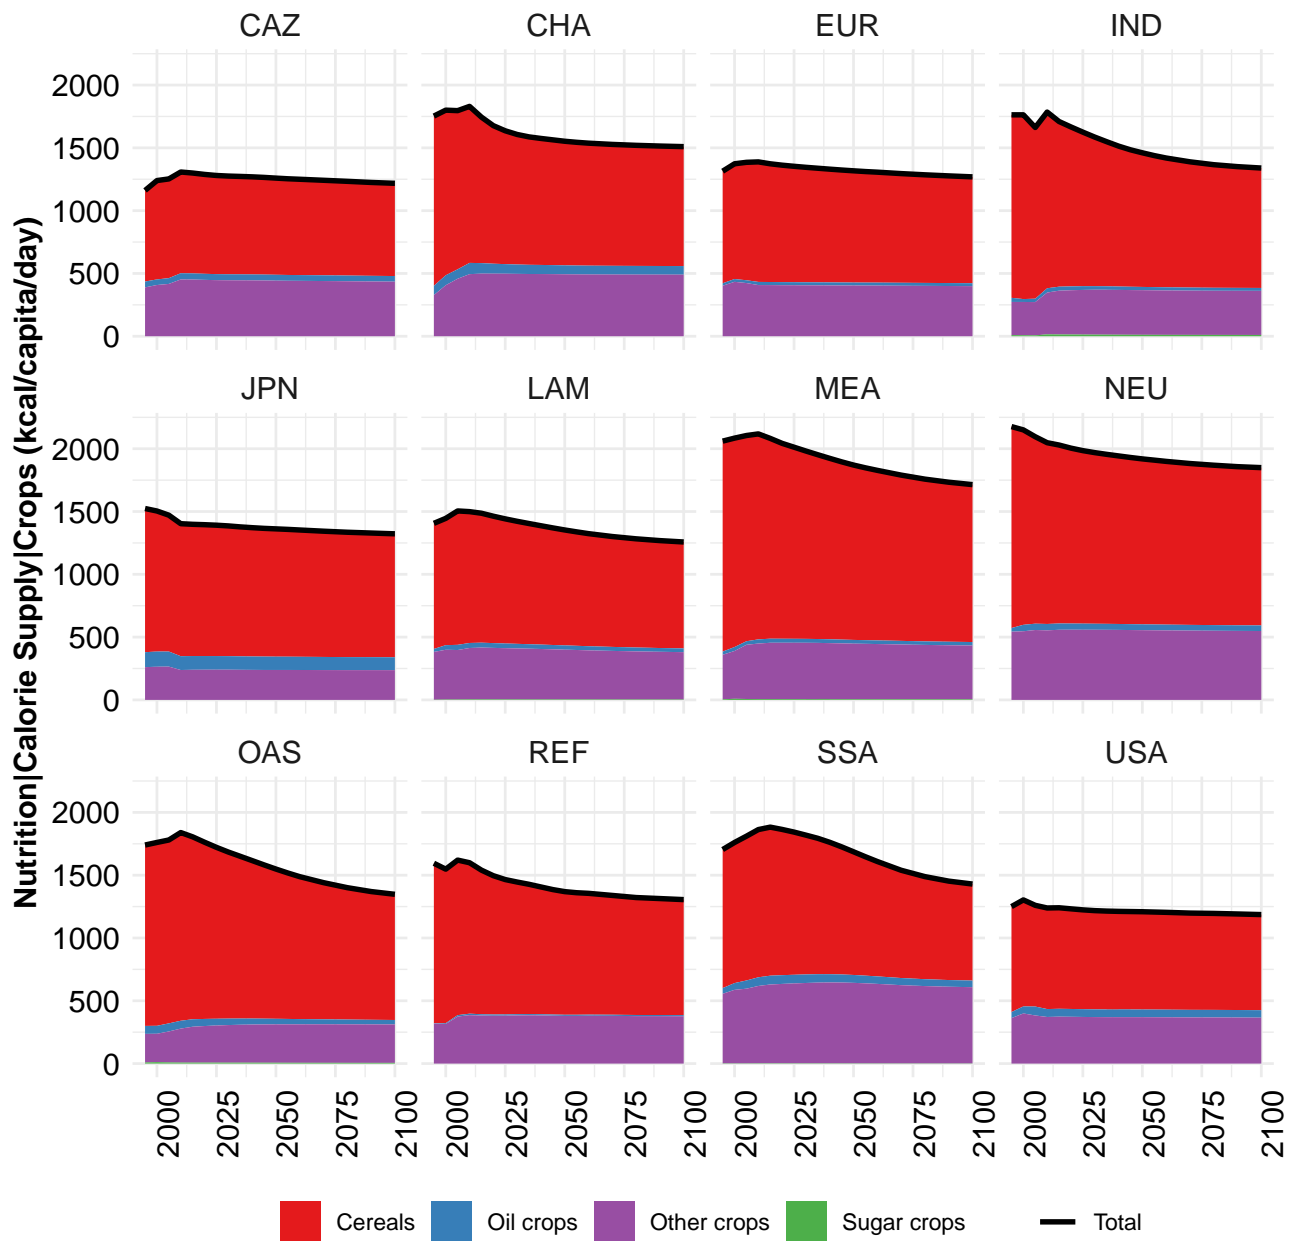 CAZ CHA EUR IND
Nutrition|Calorie Supply|Crops (kcal/capita/day)
2000
1500
1000
500
0
JPN LAM MEA NEU
2000
1500
1000
500
0
OAS REF SSA USA
2000
1500
1000
500
0
2000 2025 2050 2075 2100 2000 2025 2050 2075 2100 2000 2025 2050 2075 2100 2000 2025 2050 2075 2100
Cereals Oil crops Other crops Sugar crops Total